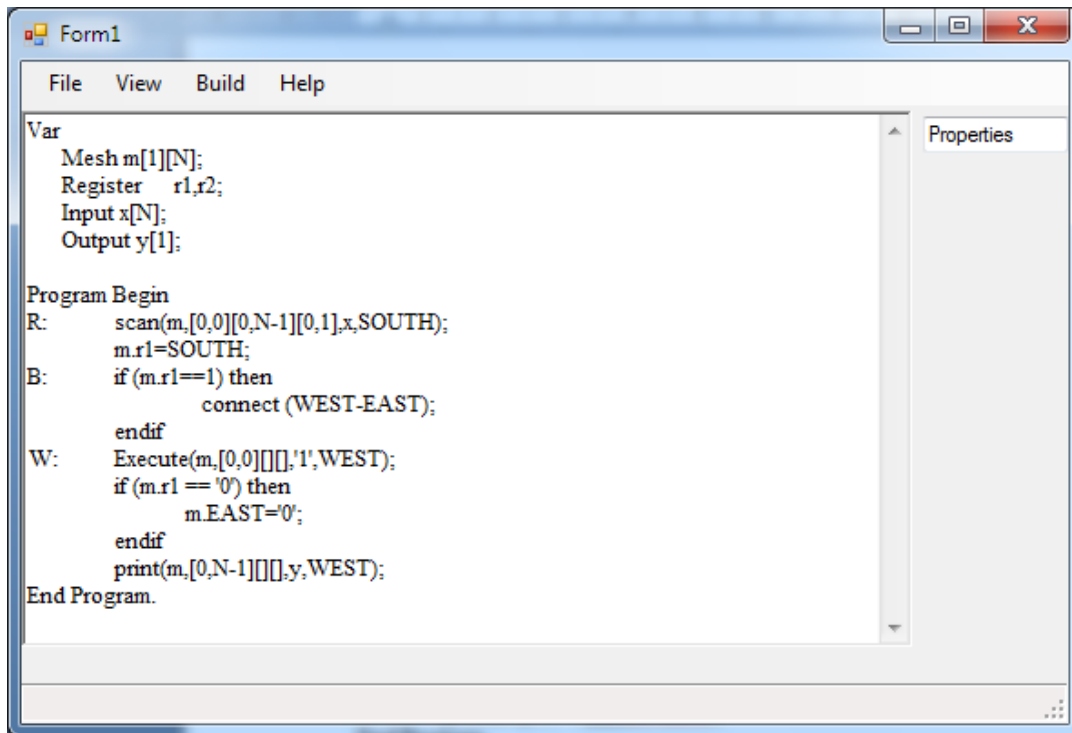 Form1
File View Build Help
Properties
Var
Mesh m[1][N];
Register r1,r2;
Input x[N];
Output y[1];
Program Begin
R: scan(m,[0,0][0,N-1][0,1],x,SOUTH);
m.r1=SOUTH;
B: if (m.r1==1) then
connect (WEST-EAST);
endif
W: Execute(m,[0,0][][],'1',WEST);
if (m.r1 == '0') then
m.EAST='0';
endif
print(m,[0,N-1][][],y,WEST);
End Program.